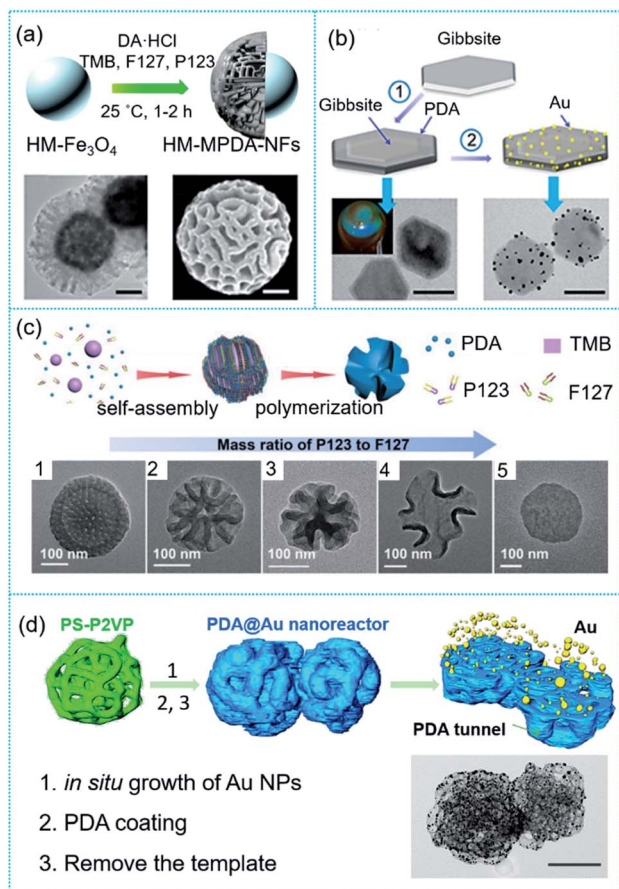 (a)
DA·HCl
TMB, F127, P123
25 ˚C, 1-2 h
HM-Fe3O4
HM-MPDA-NFs
(b)
Gibbsite
1
Gibbsite
PDA
Au
2
(c)
PDA
TMB
P123
F127
self-assembly
polymerization
Mass ratio of P123 to F127
1
2
3
4
5
100 nm
100 nm
100 nm
100 nm
100 nm
(d)
PS-P2VP
PDA@Au nanoreactor
Au
1
2, 3
PDA tunnel
1. in situ growth of Au NPs
2. PDA coating
3. Remove the template